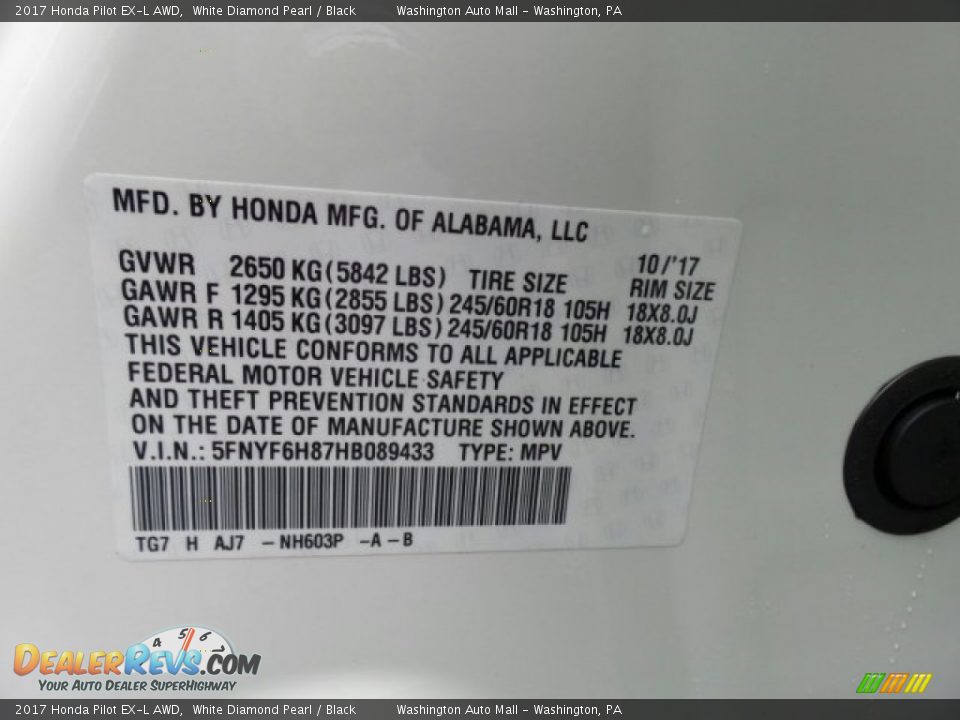 2017 Honda Pilot EX-L AWD, White Diamond Pearl / Black Washington Auto Mall - Washington, PA
MFD. BY HONDA MFG. OF ALABAMA, LLC
10/'17
GVWR 2650 KG(5842 LBS) TIRE SIZE RIM SIZE
GAWR F 1295 KG(2855 LBS) 245/60R18 105H 18X8.0J
GAWR R 1405 KG(3097 LBS) 245/60R18 105H 18X8.0J
THIS VEHICLE CONFORMS TO ALL APPLICABLE
FEDERAL MOTOR VEHICLE SAFETY
AND THEFT PREVENTION STANDARDS IN EFFECT
ON THE DATE OF MANUFACTURE SHOWN ABOVE.
V.I.N.: 5FNYF6H87HB089433 TYPE: MPV
TG7 H AJ7 -NH603P -A-B
4 5 6
DEALERREVS.COM
YOUR AUTO DEALER SUPERHIGHWAY
2017 Honda Pilot EX-L AWD, White Diamond Pearl / Black Washington Auto Mall - Washington, PA